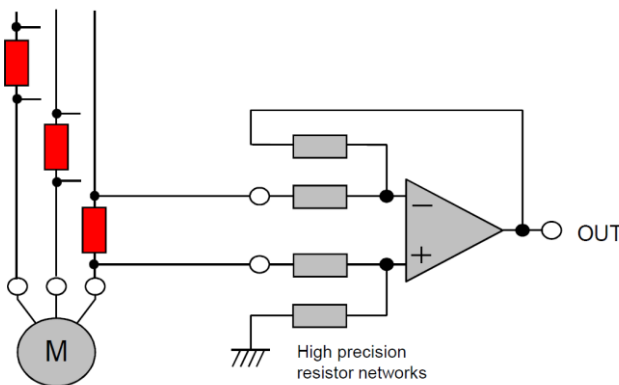 −
+
OUT
M
High precision
resistor networks